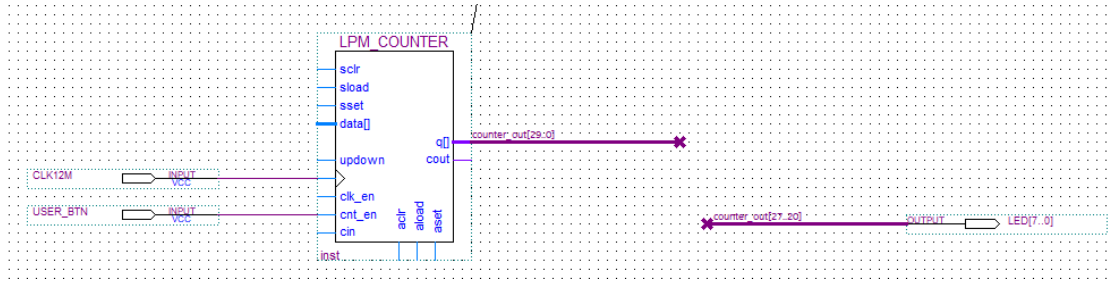 LPM_COUNTER
sclr
sload
sset
data[]
q[] counter_out[29..0]
updown cout
CLK12M INPUT VCC
clk_en
USER_BTN INPUT VCC cnt_en
cin
aclr aload aset
inst
counter_out[27..20] OUTPUT LED[7..0]